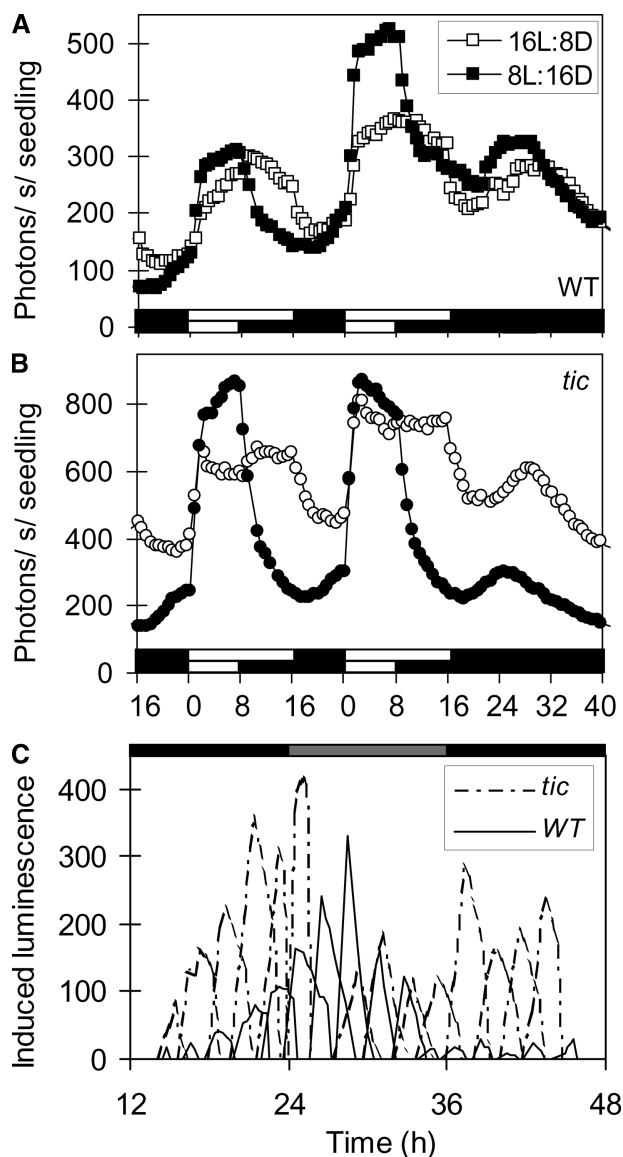 A
Photons/ s/ seedling
500
400
300
200
100
0
16L:8D
8L:16D
WT
B
Photons/ s/ seedling
800
600
400
200
0
tic
16 0 8 16 0 8 16 24 32 40
C
Induced luminescence
400
300
200
100
0
tic
WT
12 24 36 48
Time (h)